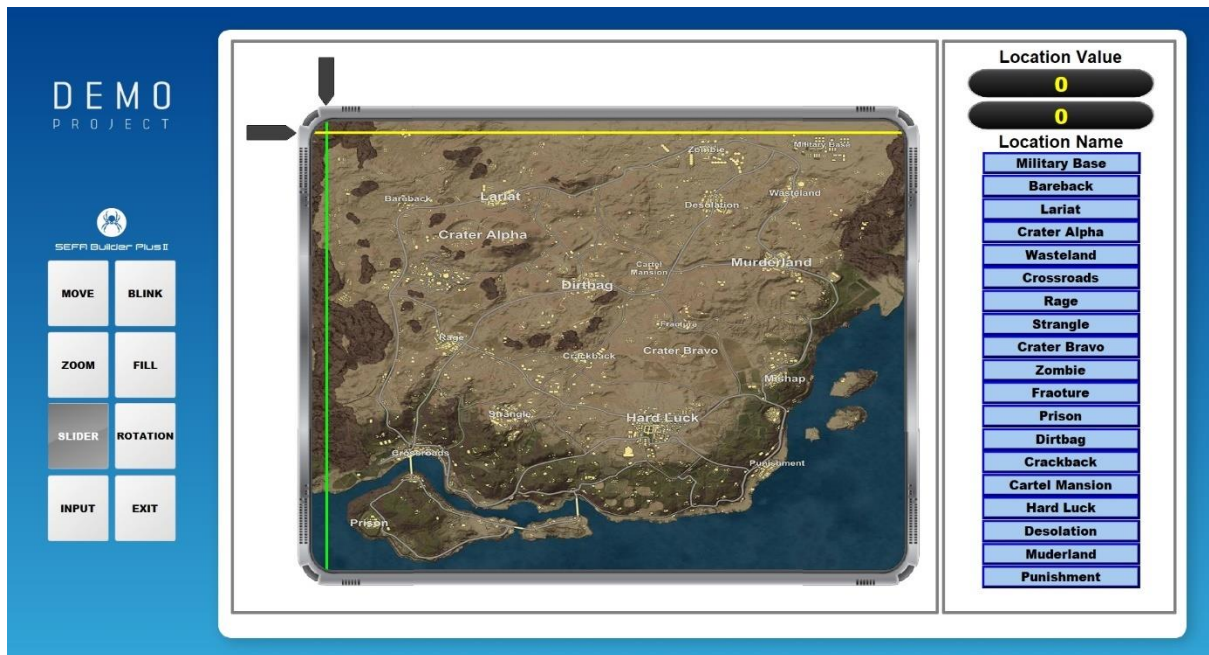 DEMO
PROJECT
SEFA Builder Plus II
MOVE
BLINK
ZOOM
FILL
SLIDER
ROTATION
INPUT
EXIT
Zombie
Military Base
Bareback
Lariat
Wasteland
Desolation
Crater Alpha
Cartel
Mansion
Murderland
Dirtbag
Fraoture
Rage
Crackback
Crater Bravo
Mishap
Strangle
Hard Luck
Crossroads
Punishment
Prison
Location Value
0
0
Location Name
Military Base
Bareback
Lariat
Crater Alpha
Wasteland
Crossroads
Rage
Strangle
Crater Bravo
Zombie
Fraoture
Prison
Dirtbag
Crackback
Cartel Mansion
Hard Luck
Desolation
Muderland
Punishment